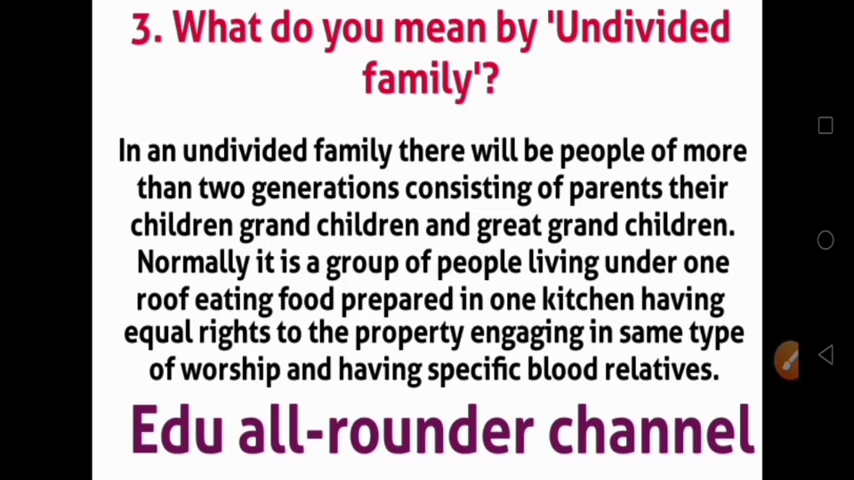 3. What do you mean by 'Undivided
family'?
In an undivided family there will be people of more
than two generations consisting of parents their
children grand children and great grand children.
Normally it is a group of people living under one
roof eating food prepared in one kitchen having
equal rights to the property engaging in same type
of worship and having specific blood relatives.
Edu all-rounder channel